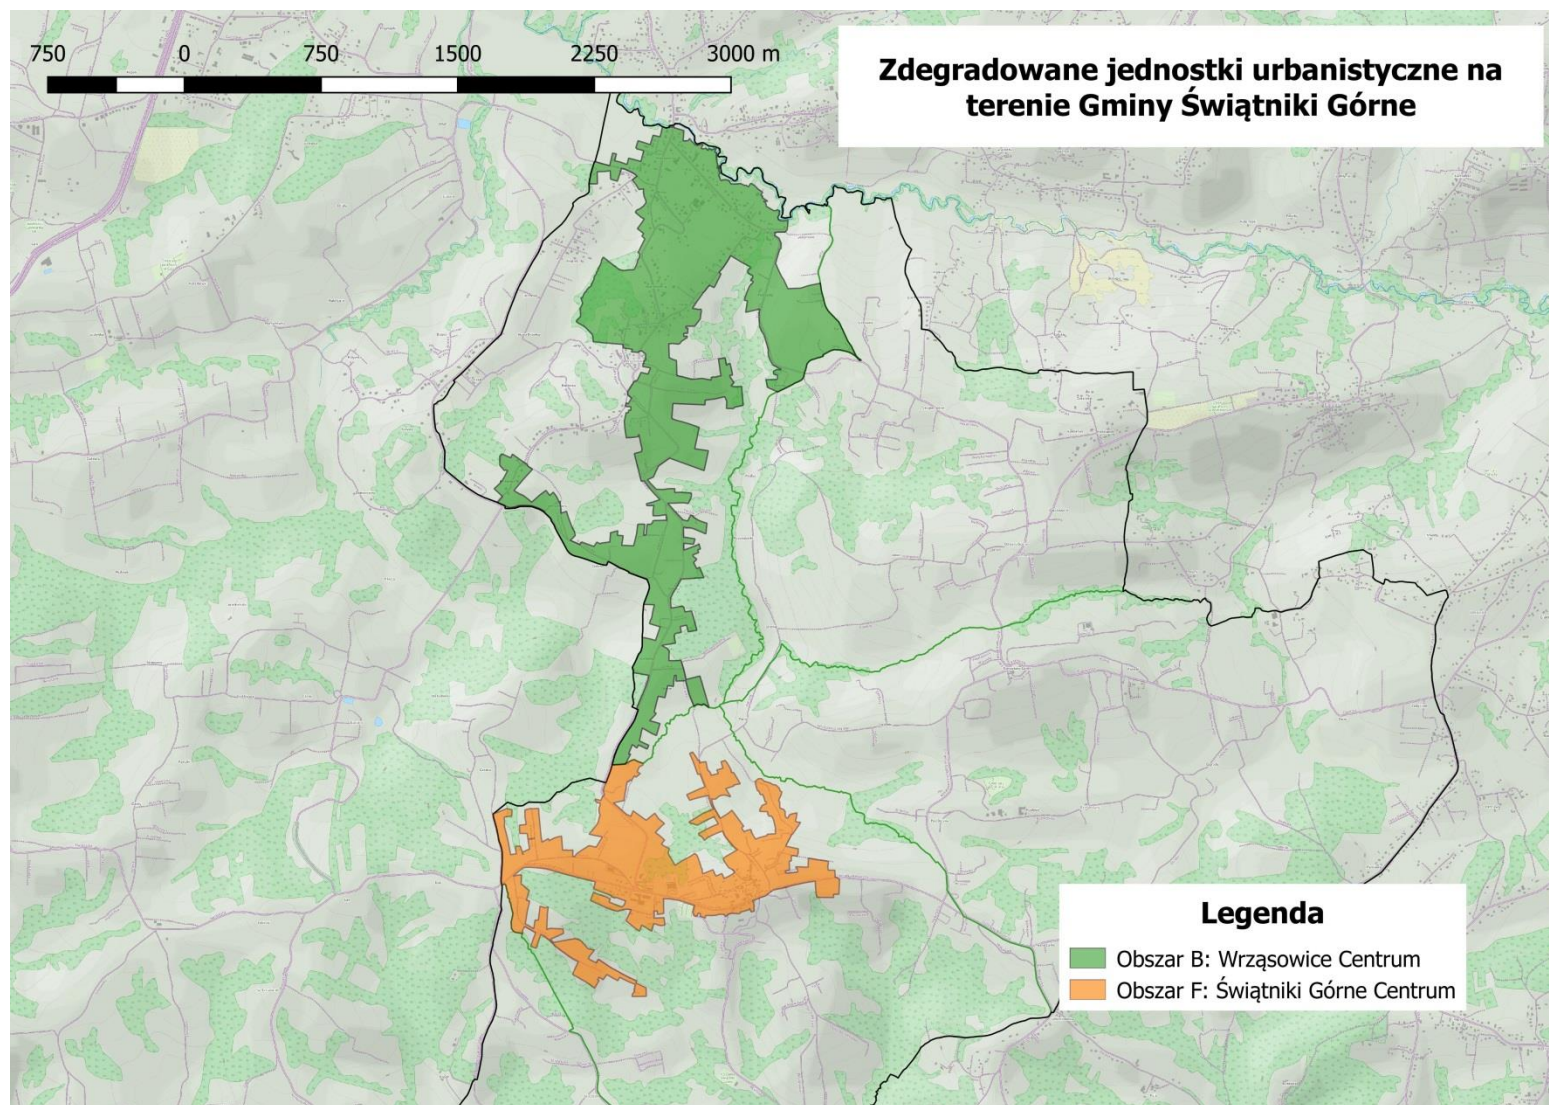 750 0 750 1500 2250 3000 m
Zdegradowane jednostki urbanistyczne na
terenie Gminy Świątniki Górne
Legenda
Obszar B: Wrząsowice Centrum
Obszar F: Świątniki Górne Centrum